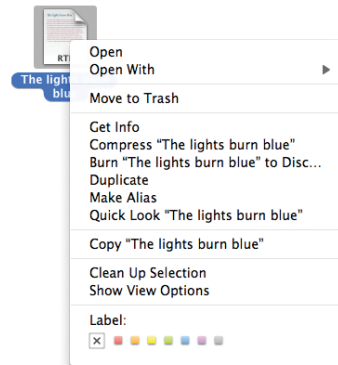 RT
The light
blu
Open
Open With
Move to Trash
Get Info
Compress “The lights burn blue”
Burn “The lights burn blue” to Disc...
Duplicate
Make Alias
Quick Look "The lights burn blue"
Copy "The lights burn blue"
Clean Up Selection
Show View Options
Label: